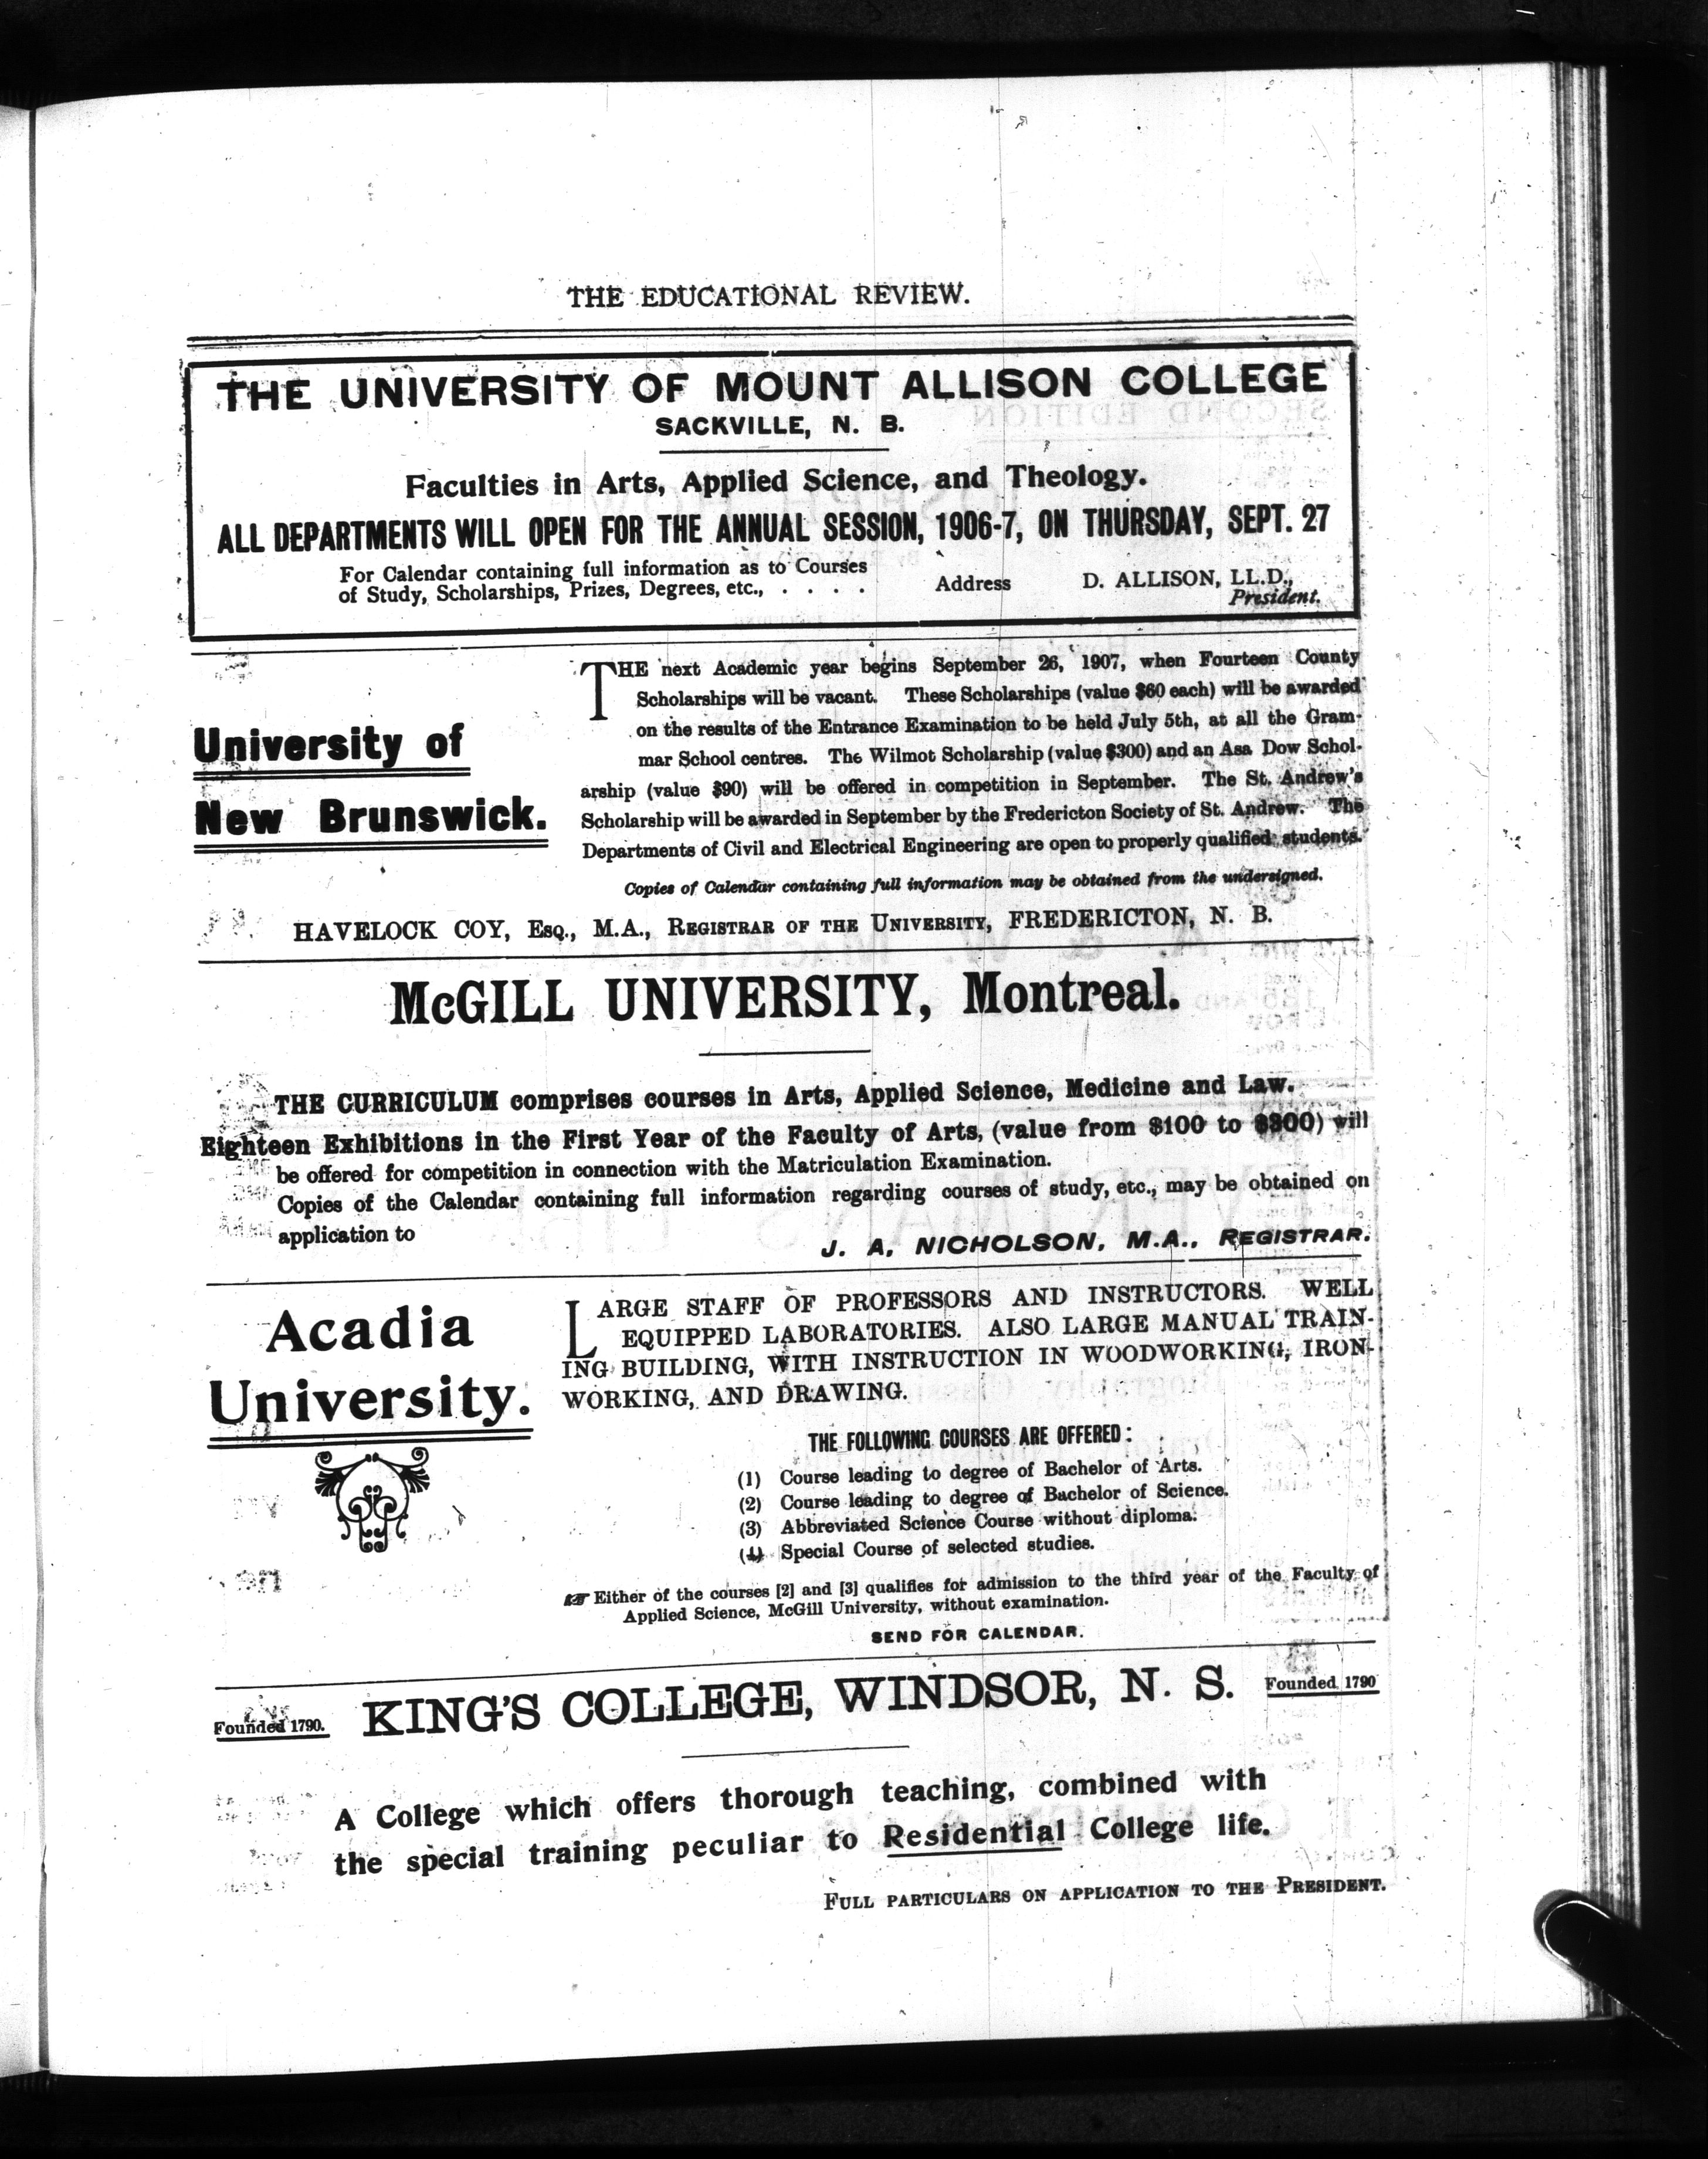 THE EDUCATIONAL REVIEW.
THE UNIVERSITY OF MOUNT ALLISON COLLEGE
SACKVILLE, N. B.
Faculties in Arts, Applied Science, and Theology.
ALL DEPARTMENTS WILL OPEN FOR THE ANNUAL SESSION, 1906-7, ON THURSDAY, SEPT. 27
For Calendar containing full information as to Courses
of Study, Scholarships, Prizes, Degrees, etc., . . . .
Address
D. ALLISON, LL.D.,
President.
University of
New Brunswick.
THE next Academic year begins September 26, 1907, when Fourteen County
Scholarships will be vacant. These Scholarships (value $60 each) will be awarded
on the results of the Entrance Examination to be held July 5th, at all the Gram-
mar School centres. The Wilmot Scholarship (value $300) and an Asa Dow Schol-
arship (value $90) will be offered in competition in September. The St. Andrew's
Scholarship will be awarded in September by the Fredericton Society of St. Andrew. The
Departments of Civil and Electrical Engineering are open to properly qualified students.
Copies of Calendar containing full information may be obtained from the undersigned.
HAVELOCK COY, Esq., M.A., Registrar of the University, FREDERICTON, N. B.
McGILL UNIVERSITY, Montreal.
THE CURRICULUM comprises courses in Arts, Applied Science, Medicine and Law.
Eighteen Exhibitions in the First Year of the Faculty of Arts, (value from $100 to $300) will
be offered for competition in connection with the Matriculation Examination.
Copies of the Calendar containing full information regarding courses of study, etc., may be obtained on
application to
J. A. NICHOLSON, M.A., REGISTRAR.
Acadia
University.
LARGE STAFF OF PROFESSORS AND INSTRUCTORS. WELL
EQUIPPED LABORATORIES. ALSO LARGE MANUAL TRAIN-
ING BUILDING, WITH INSTRUCTION IN WOODWORKING, IRON-
WORKING, AND DRAWING.
THE FOLLOWING COURSES ARE OFFERED:
(1) Course leading to degree of Bachelor of Arts.
(2) Course leading to degree of Bachelor of Science.
(3) Abbreviated Science Course without diploma.
(4) Special Course of selected studies.
☞ Either of the courses [2] and [3] qualifies for admission to the third year of the Faculty of
Applied Science, McGill University, without examination.
SEND FOR CALENDAR.
Founded 1790. KING'S COLLEGE, WINDSOR, N. S. Founded 1790
A College which offers thorough teaching, combined with
the special training peculiar to Residential College life.
Full particulars on application to the President.